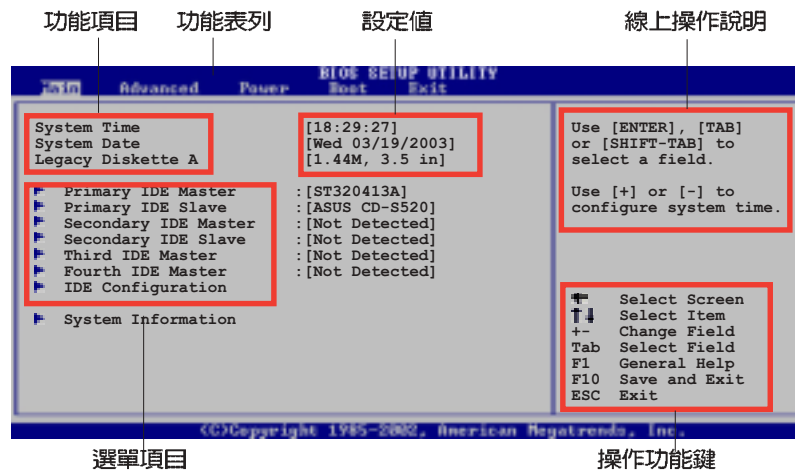 功能項目 功能表列 設定值 線上操作說明
BIOS SETUP UTILITY
Main Advanced Power Boot Exit
System Time [18:29:27]
System Date [Wed 03/19/2003]
Legacy Diskette A [1.44M, 3.5 in]
Primary IDE Master :[ST320413A]
Primary IDE Slave :[ASUS CD-S520]
Secondary IDE Master :[Not Detected]
Secondary IDE Slave :[Not Detected]
Third IDE Master :[Not Detected]
Fourth IDE Master :[Not Detected]
IDE Configuration
System Information
Use [ENTER], [TAB]
or [SHIFT-TAB] to
select a field.
Use [+] or [-] to
configure system time.
Select Screen
↑↓ Select Item
+- Change Field
Tab Select Field
F1 General Help
F10 Save and Exit
ESC Exit
(C)Copyright 1985-2002, American Megatrends, Inc.
選單項目 操作功能鍵